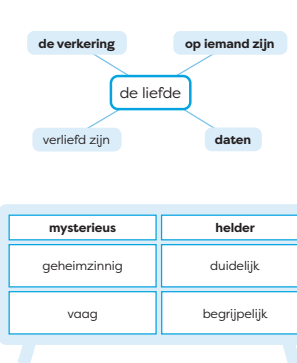 de verkering op iemand zijn
de liefde
verliefd zijn daten
mysterieus helder
geheimzinnig duidelijk
vaag begrijpelijk